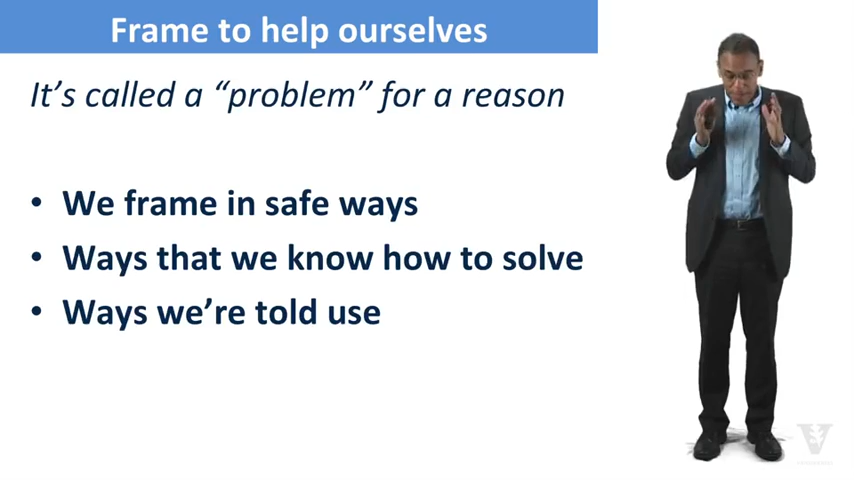 Frame to help ourselves
It's called a “problem” for a reason
• We frame in safe ways
• Ways that we know how to solve
• Ways we're told use